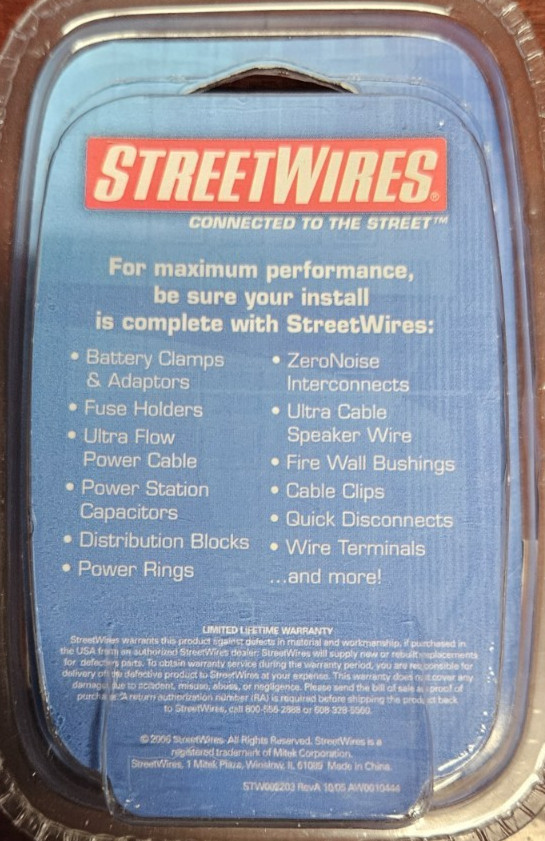 STREETWIRES®
CONNECTED TO THE STREET™
For maximum performance,
be sure your install
is complete with StreetWires:
• Battery Clamps
& Adaptors
• Fuse Holders
• Ultra Flow
Power Cable
• Power Station
Capacitors
• Distribution Blocks
• Power Rings
• ZeroNoise
Interconnects
• Ultra Cable
Speaker Wire
• Fire Wall Bushings
• Cable Clips
• Quick Disconnects
• Wire Terminals
...and more!
LIMITED LIFETIME WARRANTY
StreetWires warrants this product against defects in material and workmanship, if purchased in
the USA from an authorized StreetWires dealer. StreetWires will supply new or rebuilt replacements
for defective parts. To obtain warranty service during the warranty period, you are responsible for
delivery of the defective product to StreetWires at your expense. This warranty does not cover any
damage due to accident, misuse, abuse, or negligence. Please send the bill of sale as proof of
purchase. A return authorization number (RA) is required before shipping the product back
to StreetWires, call 800-556-2868 or
© 2006 StreetWires All Rights Reserved. StreetWires is a
registered trademark of Mitek Corporation.
StreetWires, 1 Mitek Plaza, Winslow, IL 61089 Made in China.
RevA 10/06 AW0010444